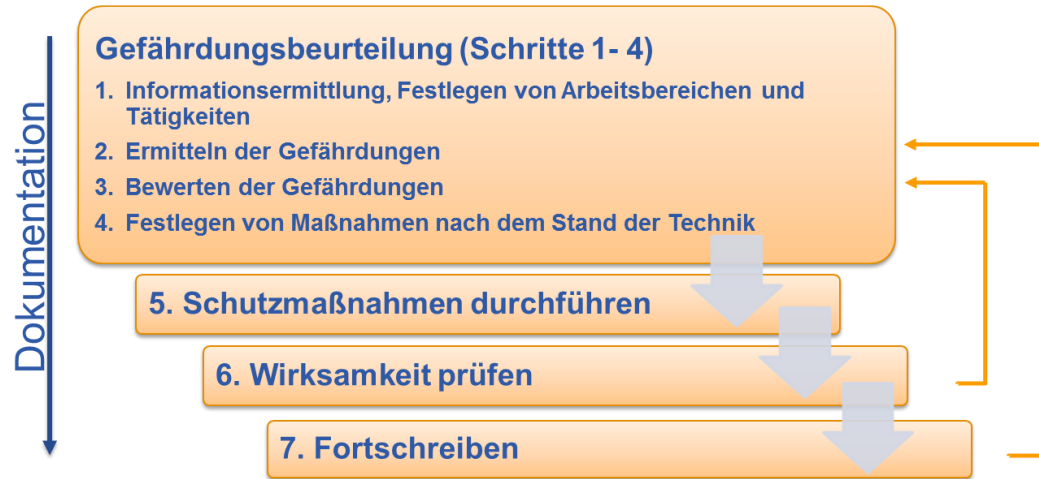 Dokumentation
Gefährdungsbeurteilung (Schritte 1- 4)
1. Informationsermittlung, Festlegen von Arbeitsbereichen und
Tätigkeiten
2. Ermitteln der Gefährdungen
3. Bewerten der Gefährdungen
4. Festlegen von Maßnahmen nach dem Stand der Technik
5. Schutzmaßnahmen durchführen
6. Wirksamkeit prüfen
7. Fortschreiben